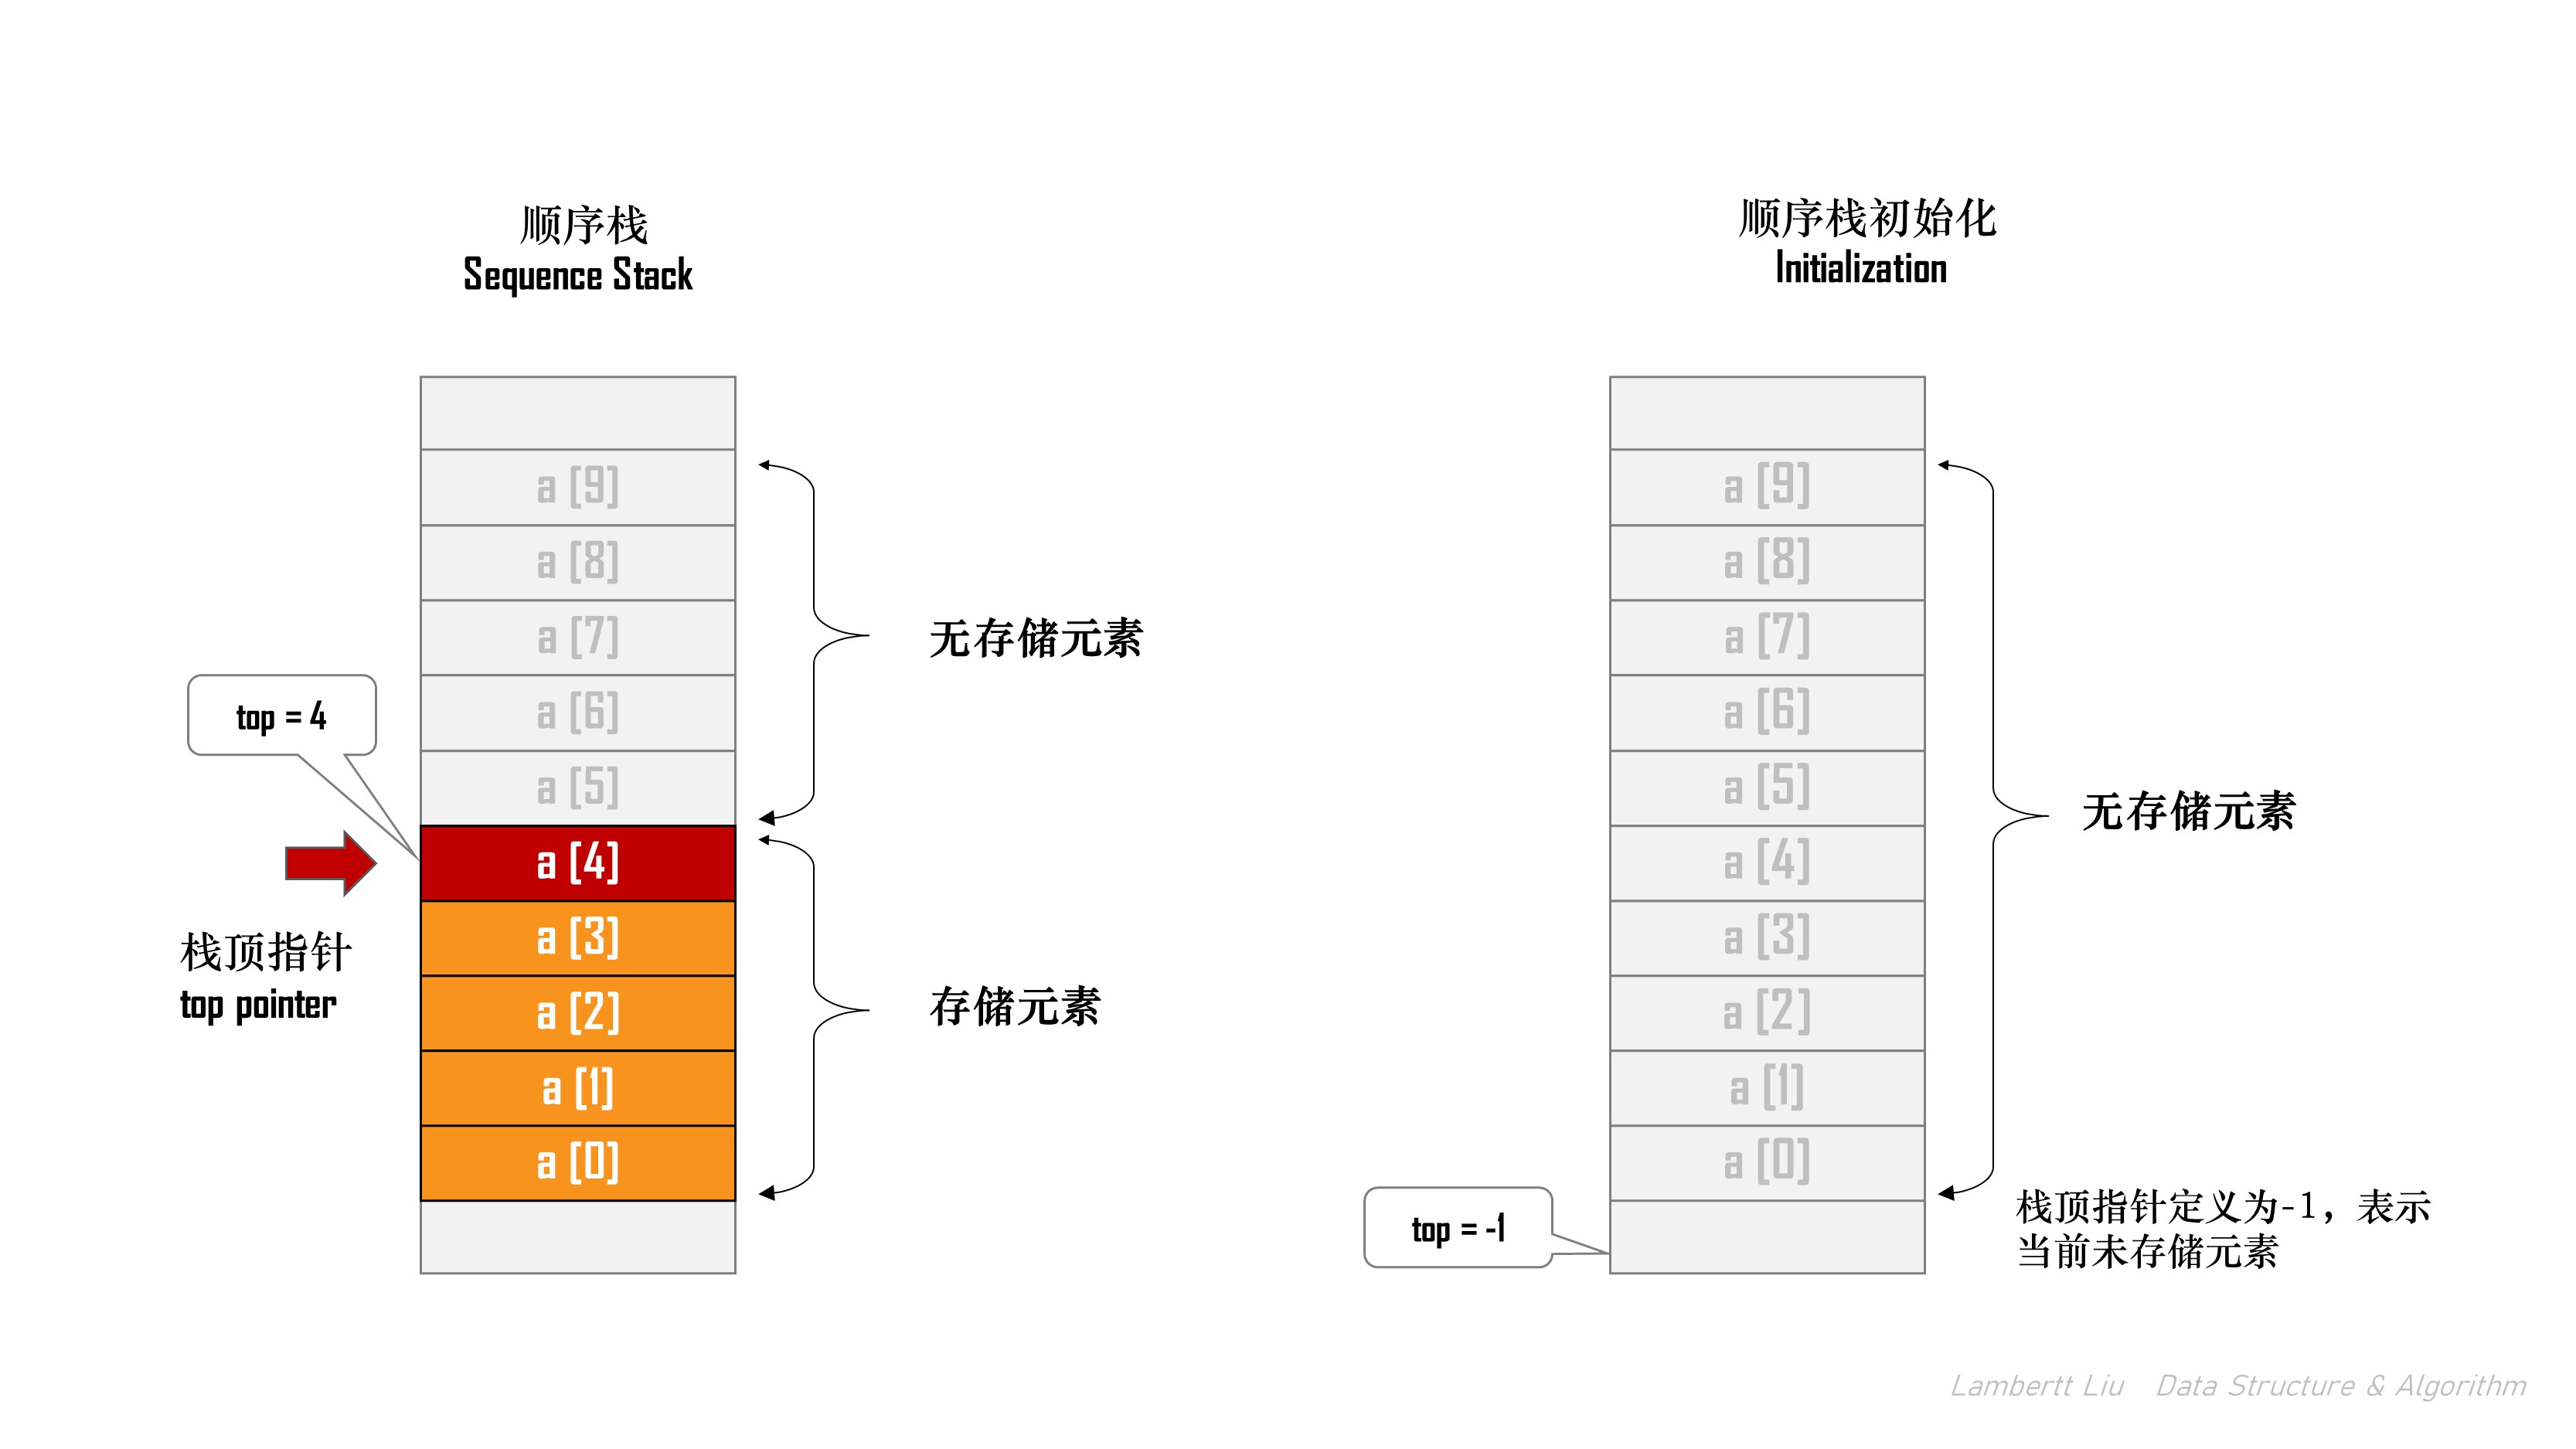 顺序栈
Sequence Stack
a [9]
a [8]
a [7]
a [6]
a [5]
a [4]
a [3]
a [2]
a [1]
a [0]
top = 4
栈顶指针
top pointer
无存储元素
存储元素
顺序栈初始化
Initialization
a [9]
a [8]
a [7]
a [6]
a [5]
a [4]
a [3]
a [2]
a [1]
a [0]
top = -1
无存储元素
栈顶指针定义为-1，表示
当前未存储元素
Lambertt Liu Data Structure & Algorithm